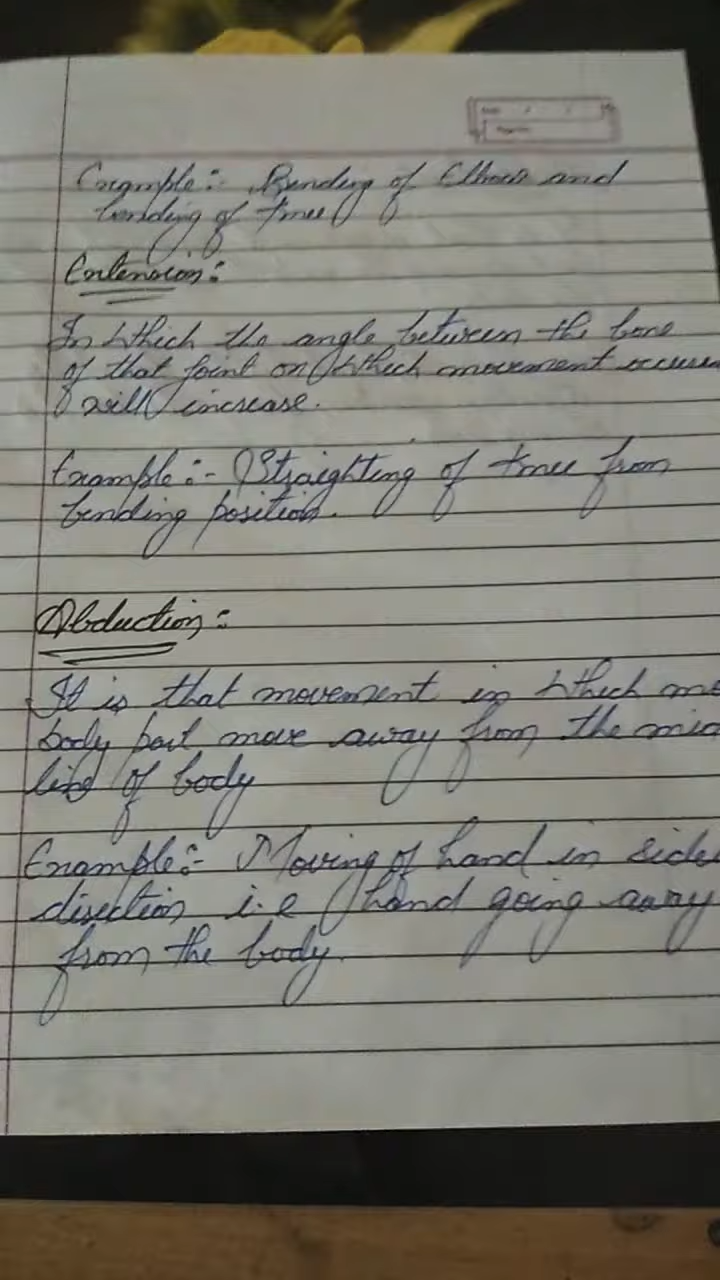 Example:- Bending of Elbow and
bending of knee
Extension:
In which the angle between the bone
of that joint on which movement occures
will increase.
Example:- Straighting of knee from
bending position.
Abduction:
It is that movement in which
body part move away from the mid
line of body
Example:- Moving of hand in side
direction i.e hand going away
from the body.